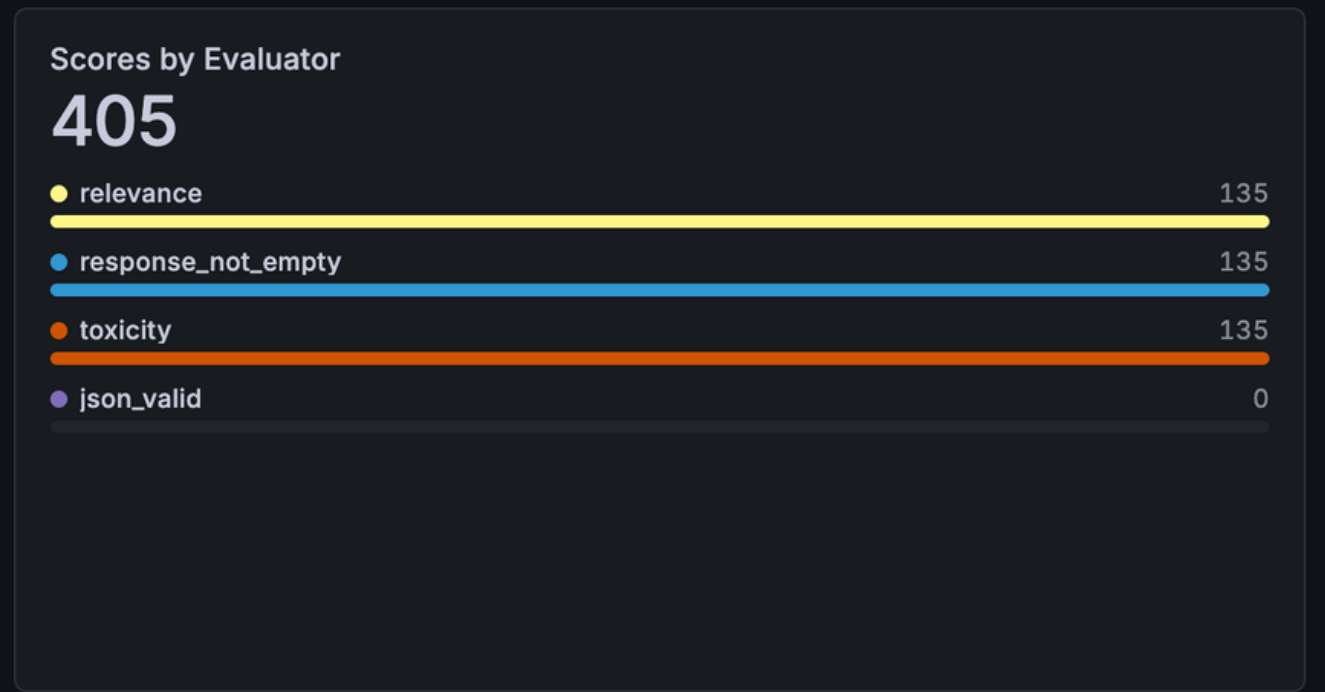 Scores by Evaluator
405
relevance 135
response_not_empty 135
toxicity 135
json_valid 0